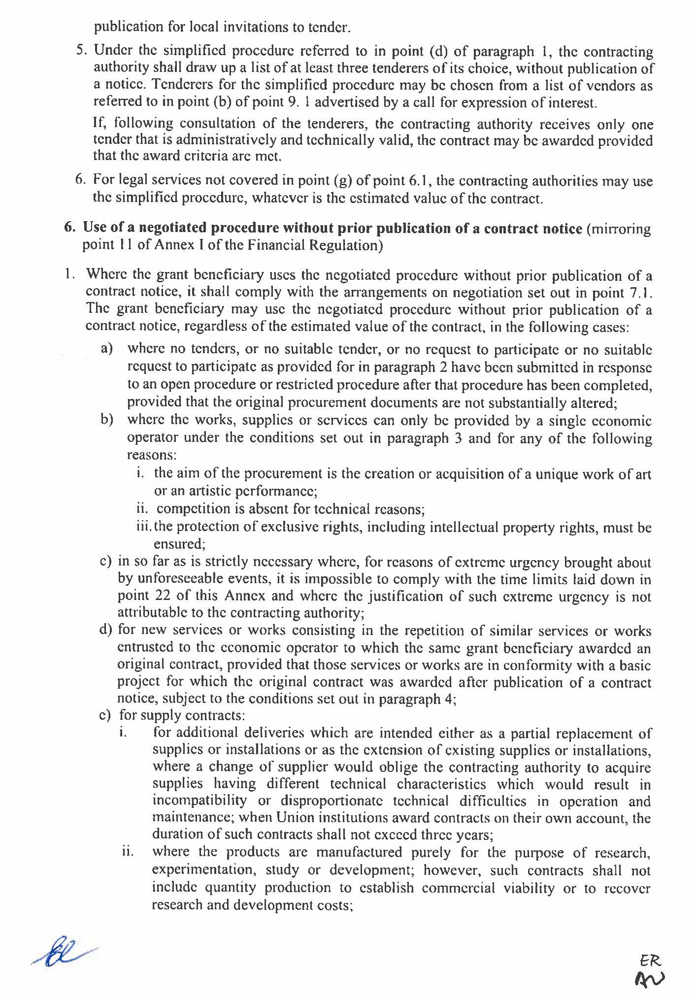 publication for local invitations to tender.
5. Under the simplified procedure referred to in point (d) of paragraph 1, the contracting
authority shall draw up a list of at least three tenderers of its choice, without publication of
a notice. Tenderers for the simplified procedure may be chosen from a list of vendors as
referred to in point (b) of point 9. 1 advertised by a call for expression of interest.
If, following consultation of the tenderers, the contracting authority receives only one
tender that is administratively and technically valid, the contract may be awarded provided
that the award criteria are met.
6. For legal services not covered in point (g) of point 6.1, the contracting authorities may use
the simplified procedure, whatever is the estimated value of the contract.
6. Use of a negotiated procedure without prior publication of a contract notice (mirroring
point 11 of Annex I of the Financial Regulation)
1. Where the grant beneficiary uses the negotiated procedure without prior publication of a
contract notice, it shall comply with the arrangements on negotiation set out in point 7.1.
The grant beneficiary may use the negotiated procedure without prior publication of a
contract notice, regardless of the estimated value of the contract, in the following cases:
a) where no tenders, or no suitable tender, or no request to participate or no suitable
request to participate as provided for in paragraph 2 have been submitted in response
to an open procedure or restricted procedure after that procedure has been completed,
provided that the original procurement documents are not substantially altered;
b) where the works, supplies or services can only be provided by a single economic
operator under the conditions set out in paragraph 3 and for any of the following
reasons:
i. the aim of the procurement is the creation or acquisition of a unique work of art
or an artistic performance;
ii. competition is absent for technical reasons;
iii. the protection of exclusive rights, including intellectual property rights, must be
ensured;
c) in so far as is strictly necessary where, for reasons of extreme urgency brought about
by unforeseeable events, it is impossible to comply with the time limits laid down in
point 22 of this Annex and where the justification of such extreme urgency is not
attributable to the contracting authority;
d) for new services or works consisting in the repetition of similar services or works
entrusted to the economic operator to which the same grant beneficiary awarded an
original contract, provided that those services or works are in conformity with a basic
project for which the original contract was awarded after publication of a contract
notice, subject to the conditions set out in paragraph 4;
e) for supply contracts:
i. for additional deliveries which are intended either as a partial replacement of
supplies or installations or as the extension of existing supplies or installations,
where a change of supplier would oblige the contracting authority to acquire
supplies having different technical characteristics which would result in
incompatibility or disproportionate technical difficulties in operation and
maintenance; when Union institutions award contracts on their own account, the
duration of such contracts shall not exceed three years;
ii. where the products are manufactured purely for the purpose of research,
experimentation, study or development; however, such contracts shall not
include quantity production to establish commercial viability or to recover
research and development costs;
ER